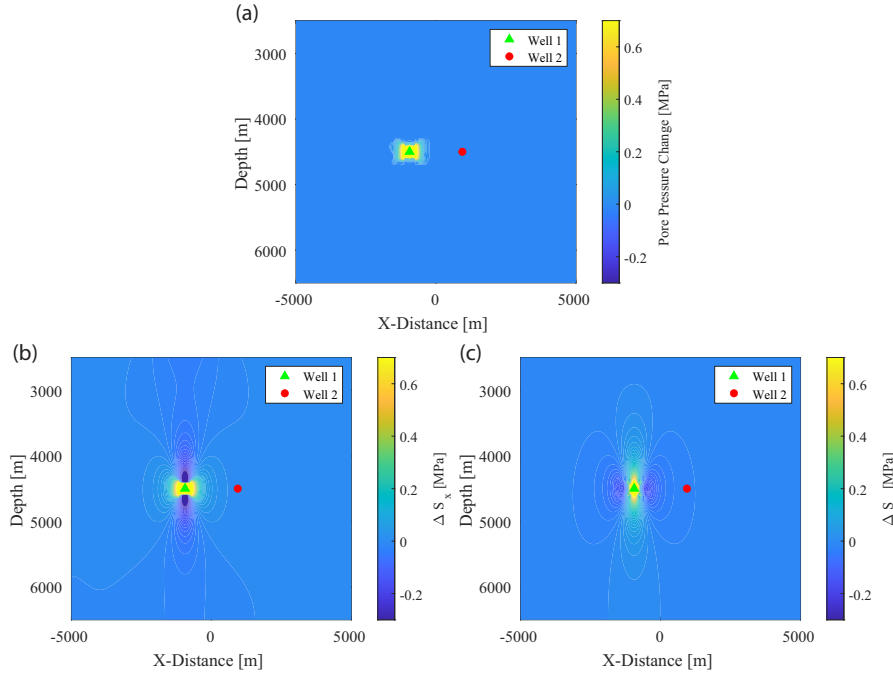 (a)
Well 1
Well 2
3000
4000
5000
6000
Depth [m]
-5000
0
5000
X-Distance [m]
0.6
0.4
0.2
0
-0.2
Pore Pressure Change [MPa]
(b)
Well 1
Well 2
3000
4000
5000
6000
Depth [m]
-5000
0
5000
X-Distance [m]
0.6
0.4
0.2
0
-0.2
Δ S x [MPa]
(c)
Well 1
Well 2
3000
4000
5000
6000
Depth [m]
-5000
0
5000
X-Distance [m]
0.6
0.4
0.2
0
-0.2
Δ S [MPa]